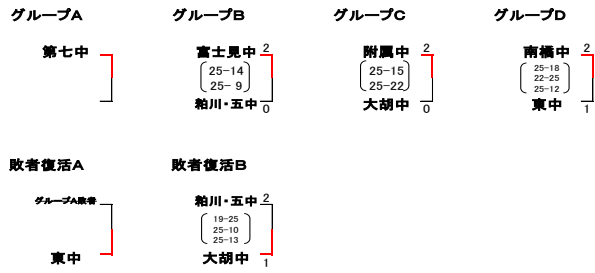 グループA
第七中
グループB
富士見中 2
25-14
25- 9
粕川・五中 0
グループC
附属中 2
25-15
25-22
大胡中 0
グループD
南橘中 2
25-18
22-25
25-12
東中 1
敗者復活A
グループA敗者
東中
敗者復活B
粕川・五中 2
19-25
25-10
25-13
大胡中 1